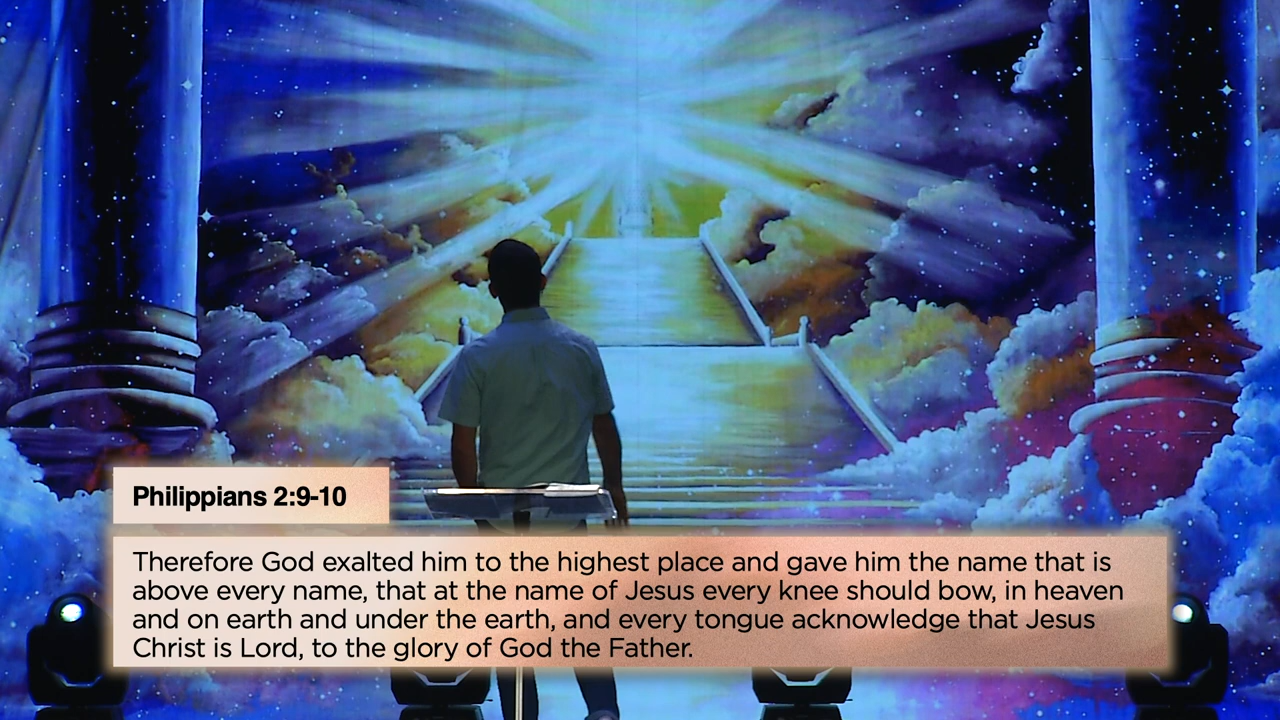 Philippians 2:9-10
Therefore God exalted him to the highest place and gave him the name that is
above every name, that at the name of Jesus every knee should bow, in heaven
and on earth and under the earth, and every tongue acknowledge that Jesus
Christ is Lord, to the glory of God the Father.